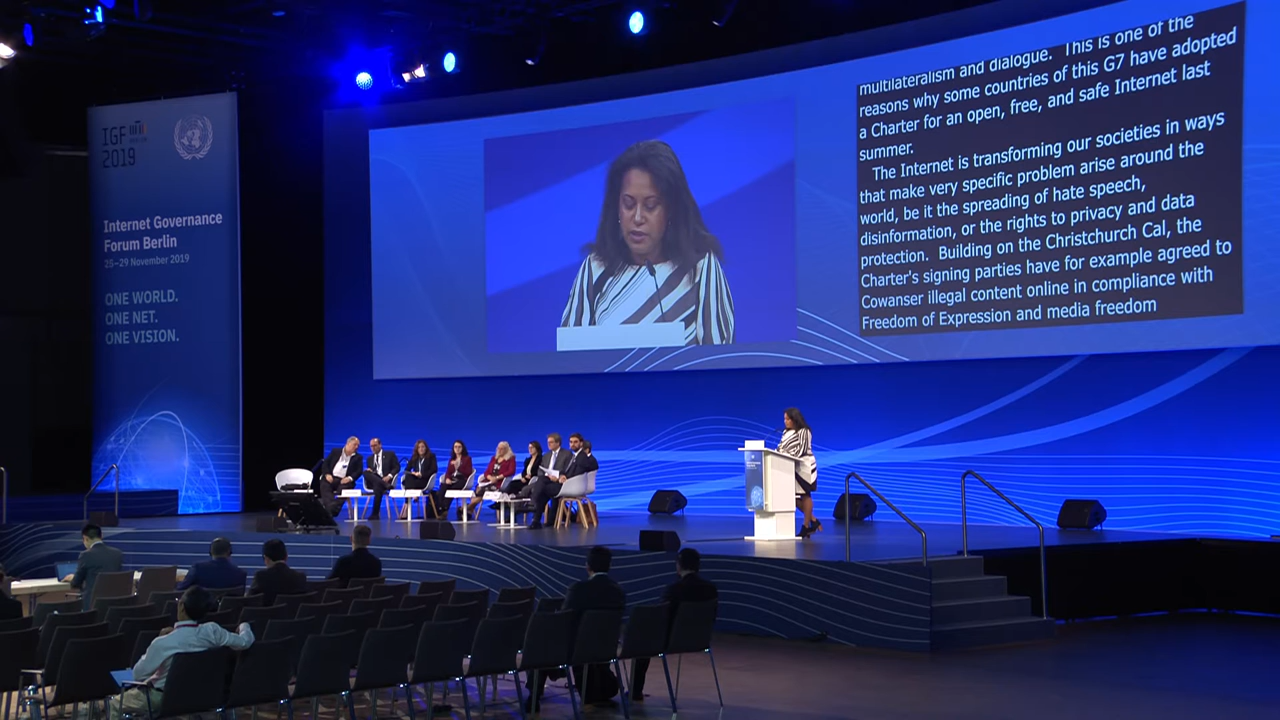 IGF
2019
Internet Governance
Forum Berlin
25–29 November 2019
ONE WORLD.
ONE NET.
ONE VISION.
multilateralism and dialogue. This is one of the
reasons why some countries of this G7 have adopted
a Charter for an open, free, and safe Internet last
summer.
The Internet is transforming our societies in ways
that make very specific problem arise around the
world, be it the spreading of hate speech,
disinformation, or the rights to privacy and data
protection. Building on the Christchurch Cal, the
Charter's signing parties have for example agreed to
Cowanser illegal content online in compliance with
Freedom of Expression and media freedom